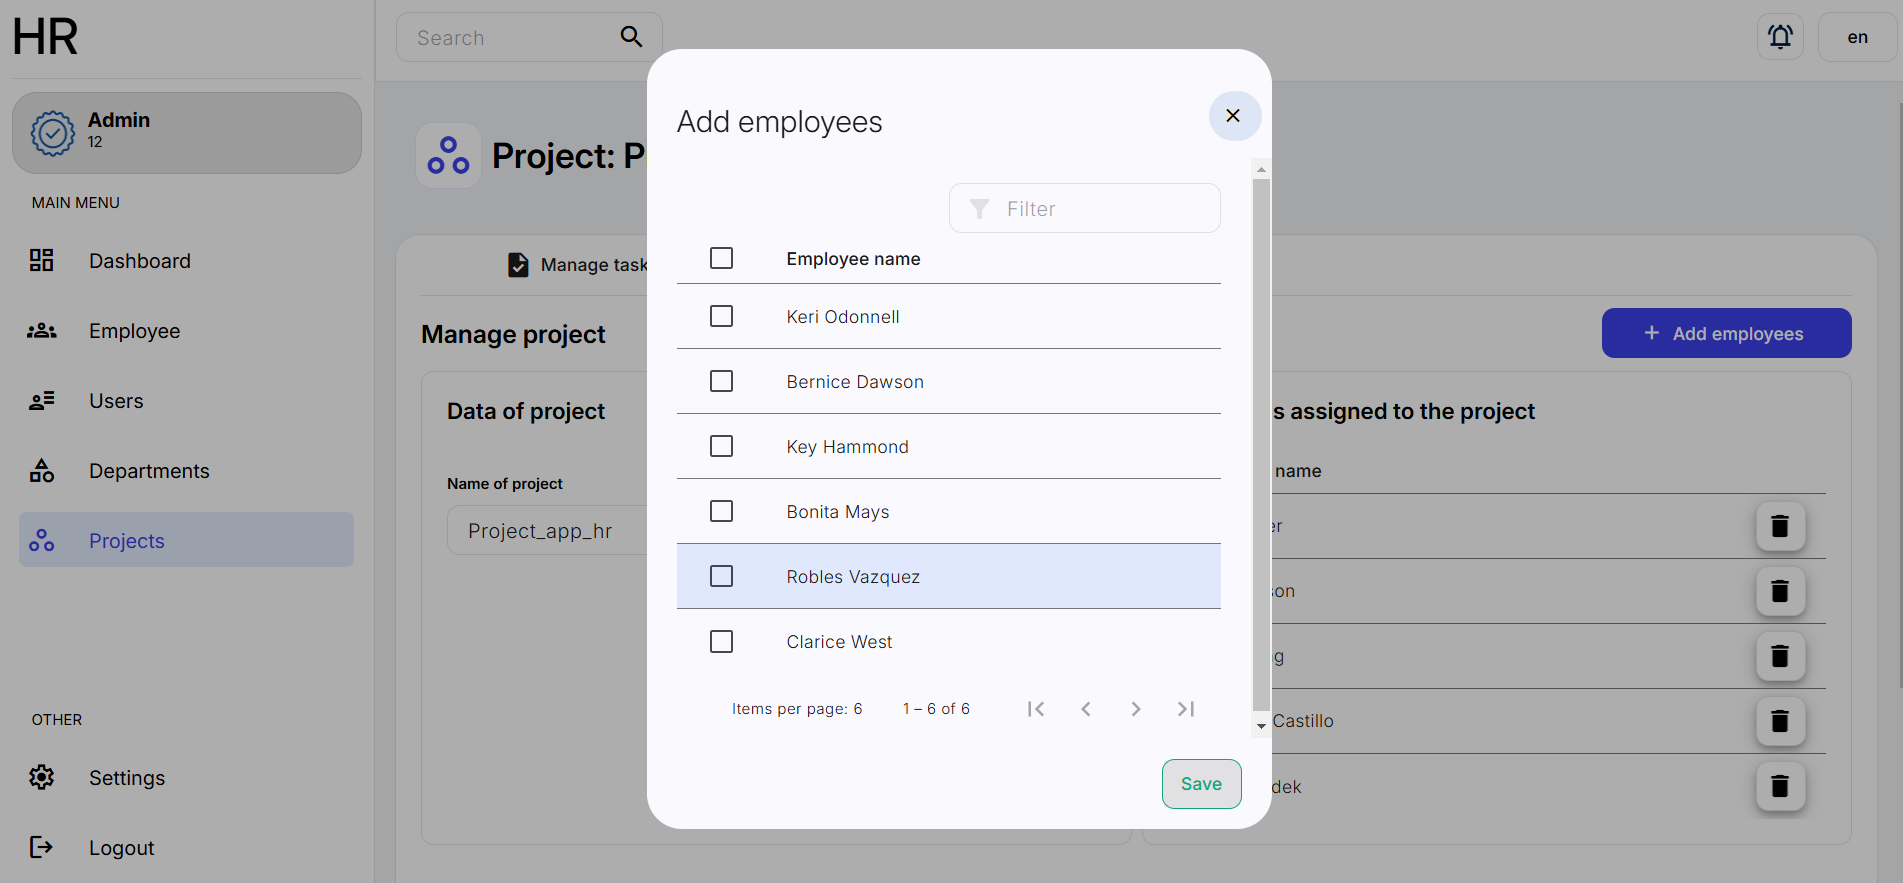 HR
Search
en
Admin
12
MAIN MENU
Dashboard
Employee
Users
Departments
Projects
OTHER
Settings
Logout
Project: P
Manage task
Manage project
Add employees
Data of project
Name of project
Project_app_hr
s assigned to the project
name
er
son
Castillo
dek
Add employees
Filter
Employee name
Keri Odonnell
Bernice Dawson
Key Hammond
Bonita Mays
Robles Vazquez
Clarice West
Items per page: 6 1 – 6 of 6
Save